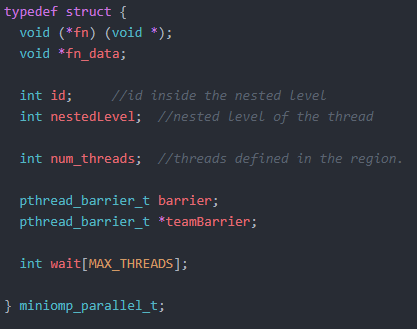 typedef struct {
void (*fn) (void *);
void *fn_data;
int id; //id inside the nested level
int nestedLevel; //nested level of the thread
int num_threads; //threads defined in the region.
pthread_barrier_t barrier;
pthread_barrier_t *teamBarrier;
int wait[MAX_THREADS];
} miniomp_parallel_t;